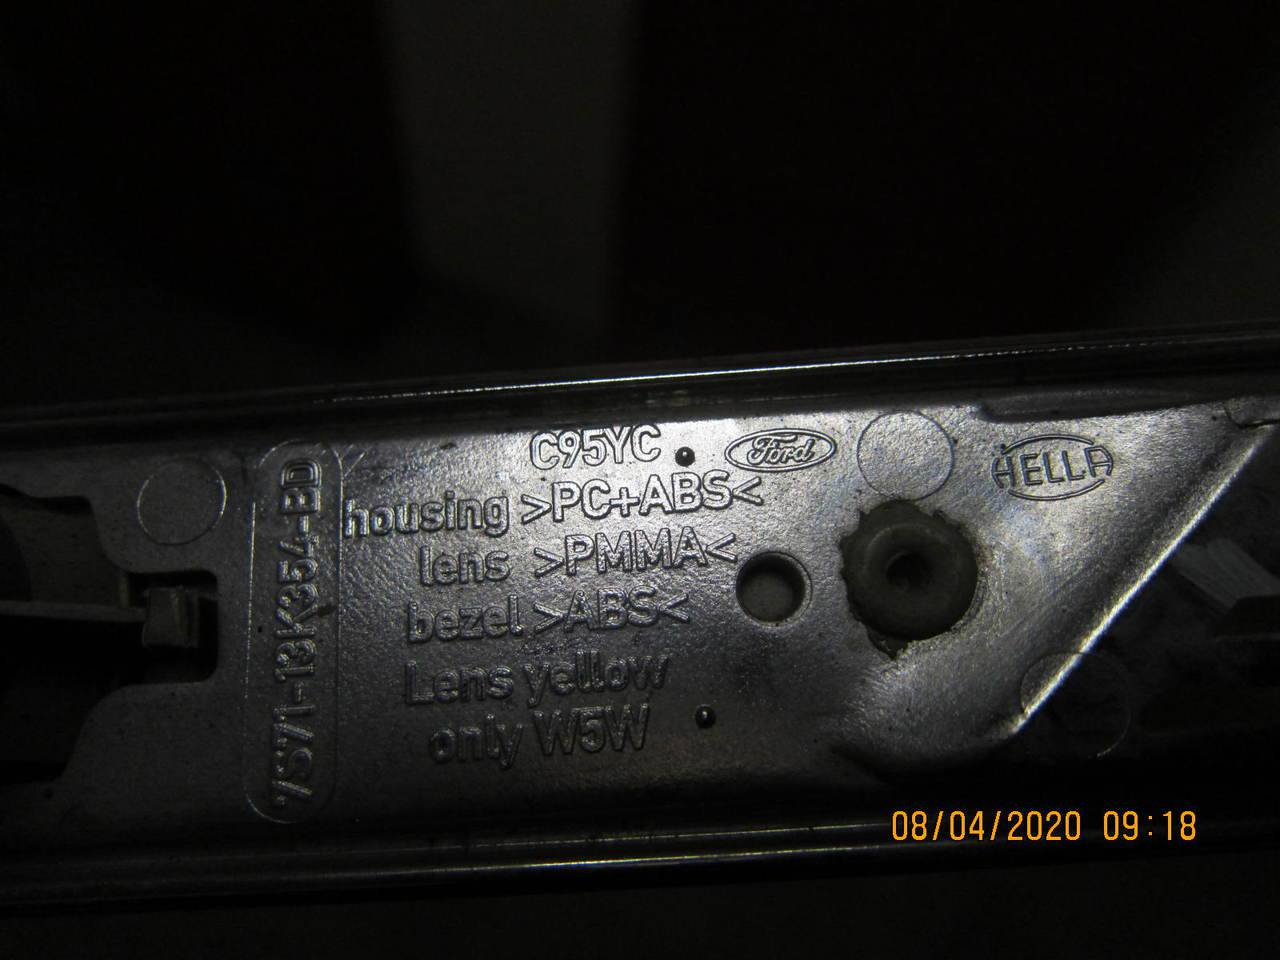 C95YC
Ford
HELLA
housing >PC+ABS<
lens >PMMA<
bezel >ABS<
Lens yellow
only W5W
7S71-13K354-BD
08/04/2020 09:18